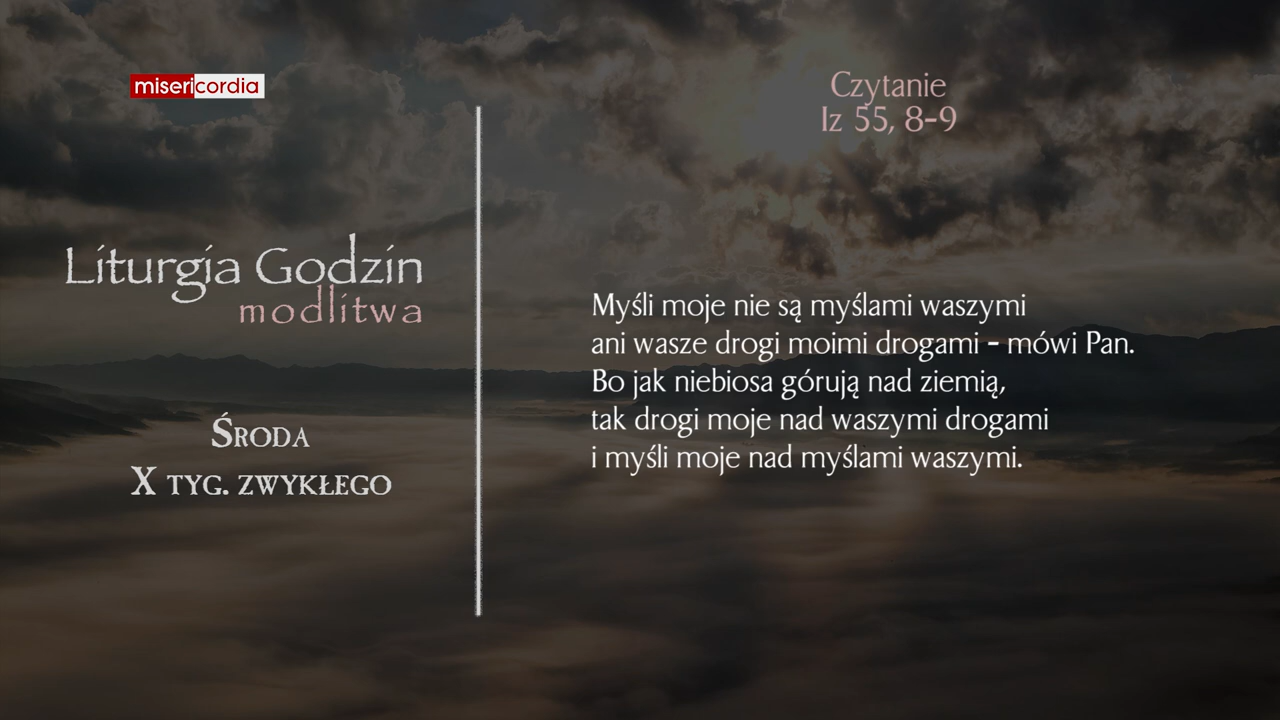 misericordia
Liturgia Godzin
modlitwa
Środa
X tyg. zwykłego
Czytanie
Iz 55, 8-9
Myśli moje nie są myślami waszymi
ani wasze drogi moimi drogami - mówi Pan.
Bo jak niebiosa górują nad ziemią,
tak drogi moje nad waszymi drogami
i myśli moje nad myślami waszymi.